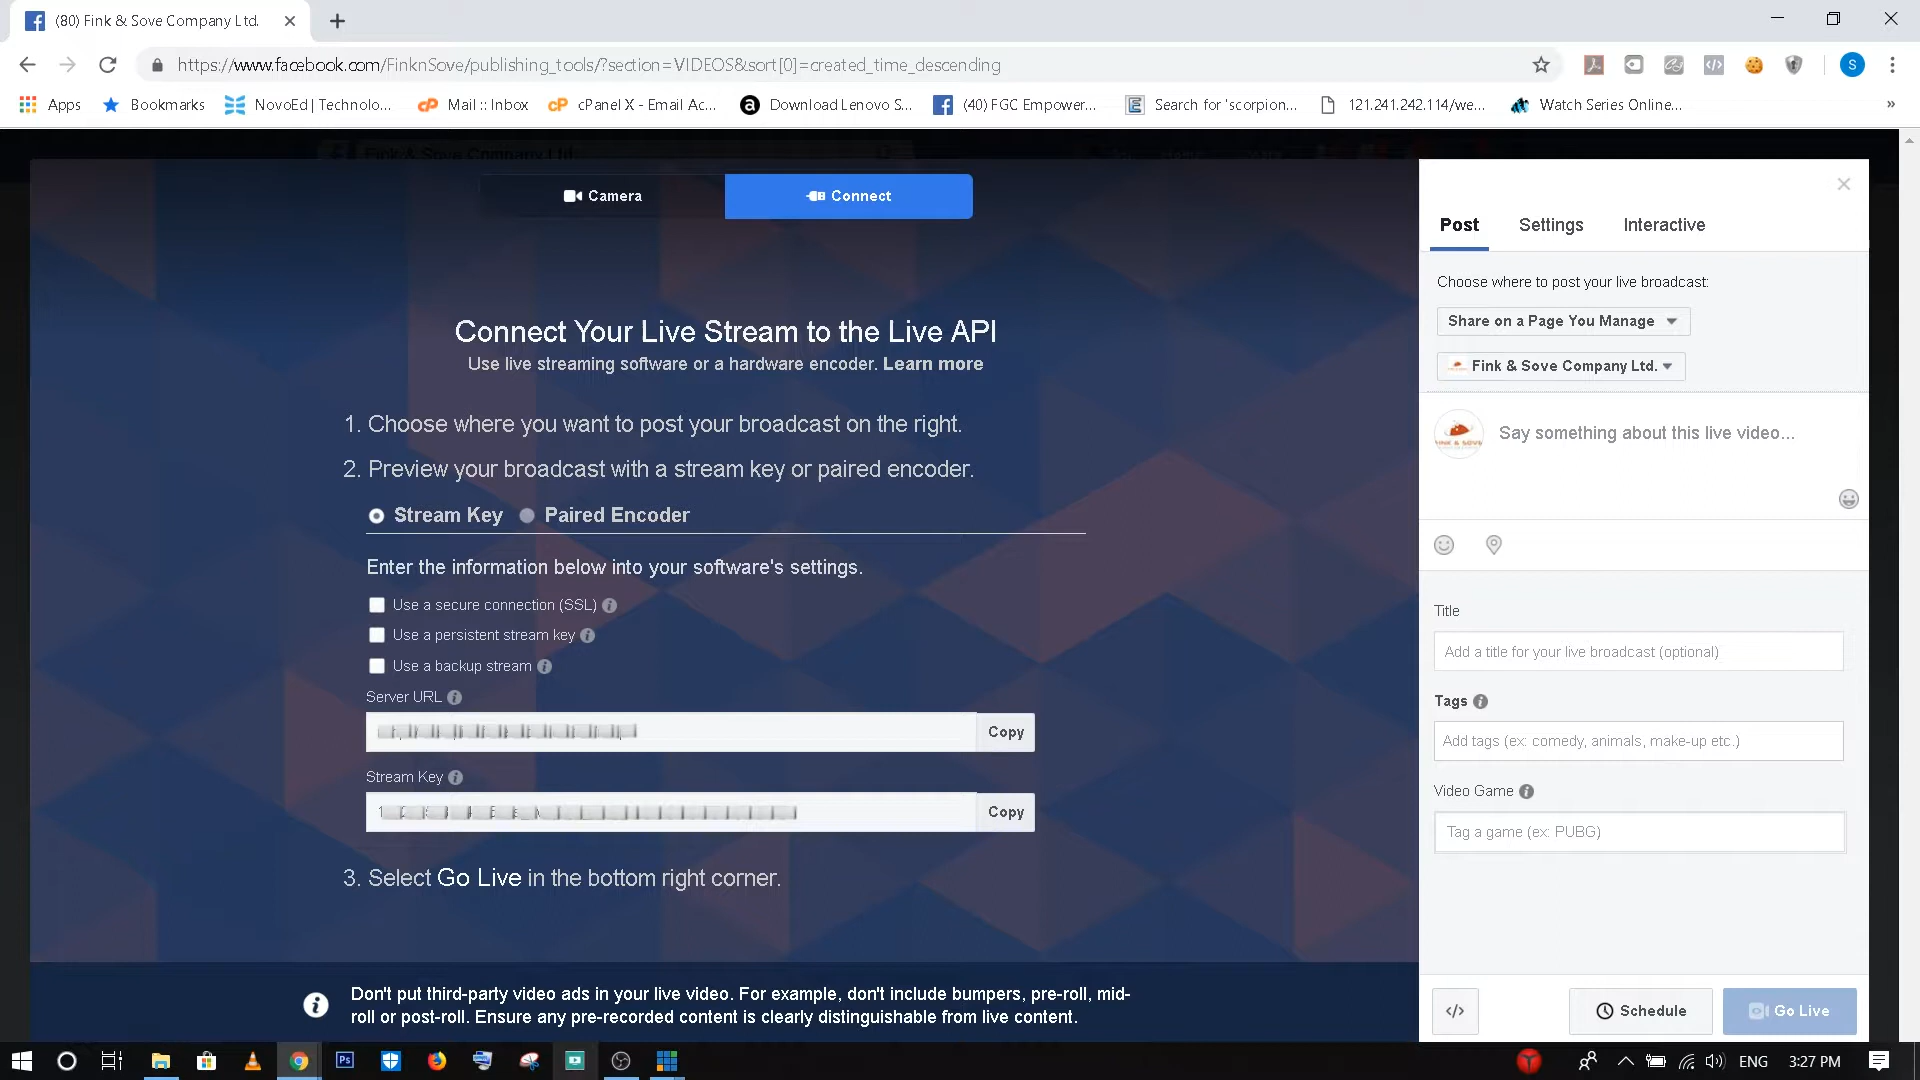 (80) Fink & Sove Company Ltd.
https://www.facebook.com/FinknSove/publishing_tools/?section=VIDEOS&sort[0]=created_time_descending
S
Apps Bookmarks NovoEd | Technolo... Mail :: Inbox cPanel X - Email Ac... Download Lenovo S... (40) FGC Empower... Search for 'scorpion... 121.241.242.114/we... Watch Series Online... »
Fink & Sove Company Ltd.
Camera Connect
Connect Your Live Stream to the Live API
Use live streaming software or a hardware encoder. Learn more
1. Choose where you want to post your broadcast on the right.
2. Preview your broadcast with a stream key or paired encoder.
Stream Key Paired Encoder
Enter the information below into your software's settings.
Use a secure connection (SSL)
Use a persistent stream key
Use a backup stream
Server URL
Copy
Stream Key
Copy
3. Select Go Live in the bottom right corner.
Don't put third-party video ads in your live video. For example, don't include bumpers, pre-roll, mid-
roll or post-roll. Ensure any pre-recorded content is clearly distinguishable from live content.
Post Settings Interactive
Choose where to post your live broadcast:
Share on a Page You Manage
Fink & Sove Company Ltd.
FINK & SOVE
Say something about this live video...
Title
Add a title for your live broadcast (optional)
Tags
Add tags (ex: comedy, animals, make-up etc.)
Video Game
Tag a game (ex: PUBG)
</> Schedule Go Live
Ps
ENG 3:27 PM